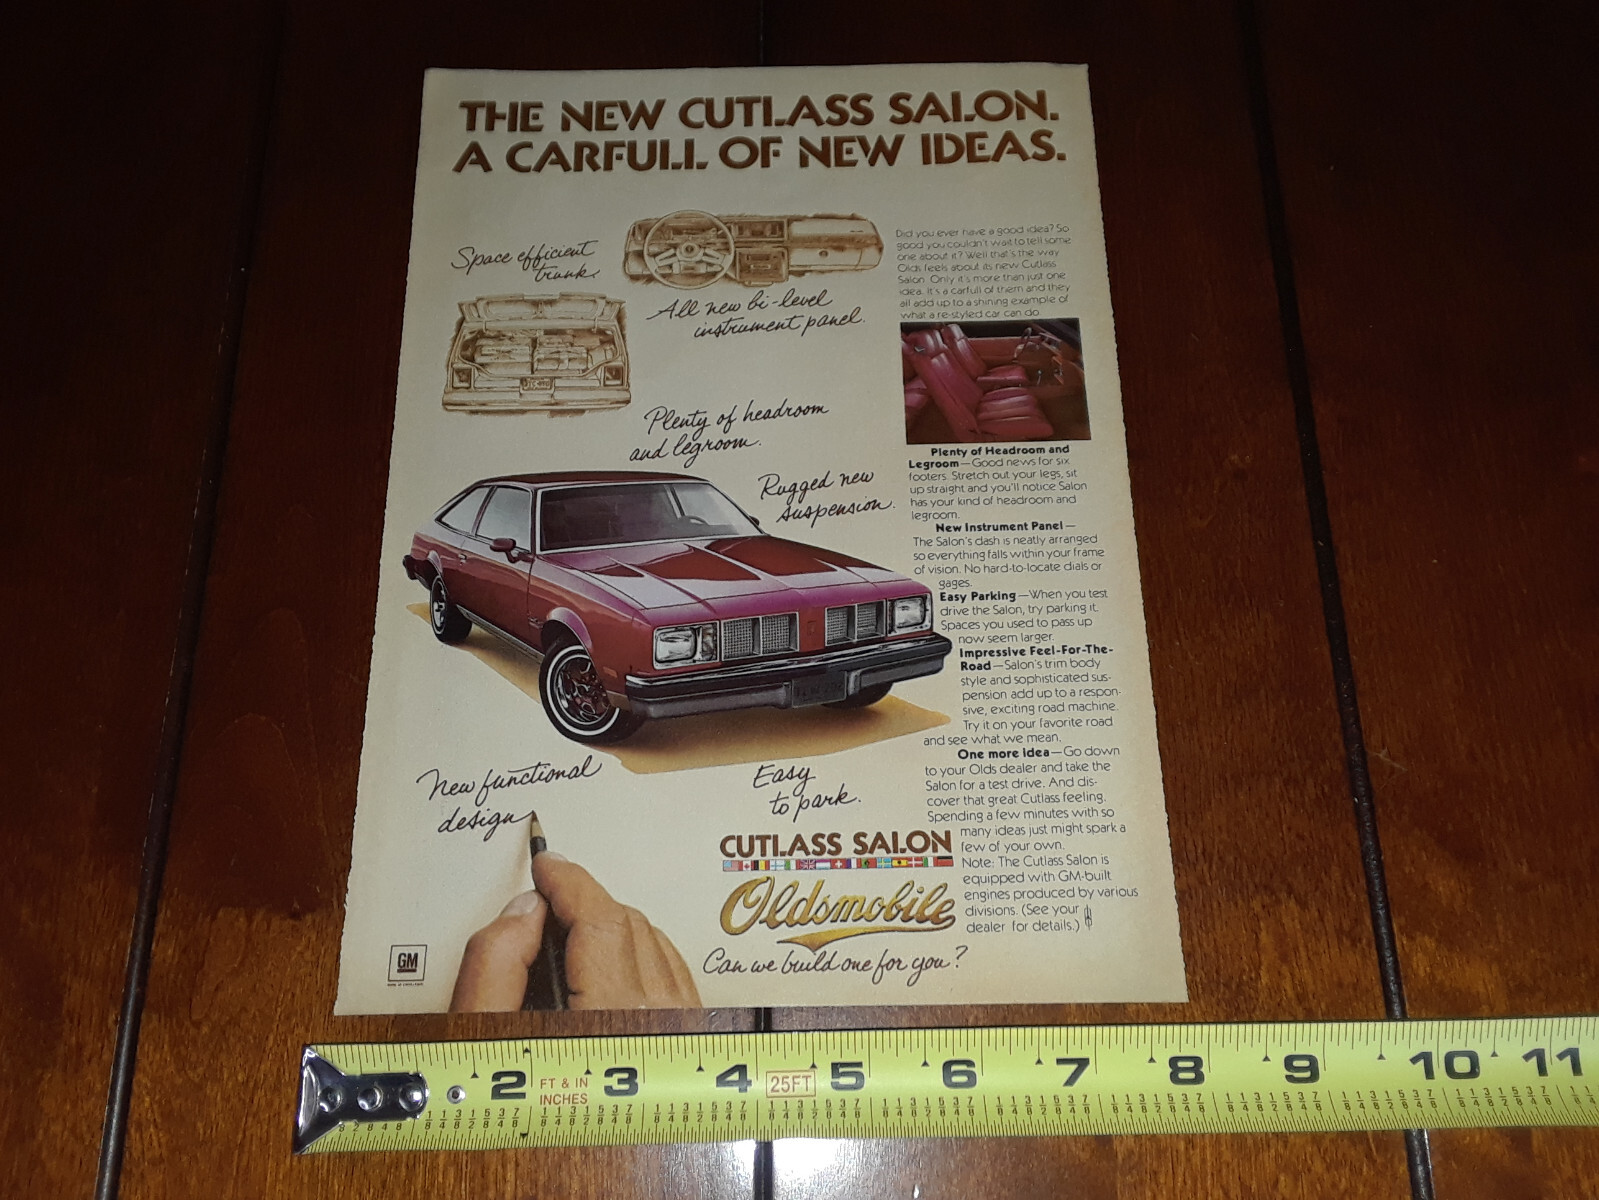 THE NEW CUTLASS SALON.
A CARFULL OF NEW IDEAS.
Space efficient
trunk.
All new bi-level
instrument panel.
Plenty of headroom
and legroom.
Rugged new
suspension.
New functional
design
Easy
to park.
Did you ever have a good idea? So
good you couldn't wait to tell some
one about it? Well that's the way
Olds feels about its new Cutlass
Salon. Only it's more than just one
idea. It's a carfull of them and they
all add up to a shining example of
what a re-styled car can do.
Plenty of Headroom and
Legroom—Good news for six
footers. Stretch out your legs, sit
up straight and you'll notice Salon
has your kind of headroom and
legroom.
New Instrument Panel—
The Salon's dash is neatly arranged
so everything falls within your frame
of vision. No hard-to-locate dials or
gages.
Easy Parking—When you test
drive the Salon, try parking it.
Spaces you used to pass up
now seem larger.
Impressive Feel-For-The-
Road—Salon's trim body
style and sophisticated sus-
pension add up to a respon-
sive, exciting road machine.
Try it on your favorite road
and see what we mean.
One more Idea—Go down
to your Olds dealer and take the
Salon for a test drive. And dis-
cover that great Cutlass feeling.
Spending a few minutes with so
many ideas just might spark a
few of your own.
Note: The Cutlass Salon is
equipped with GM-built
engines produced by various
divisions. (See your
dealer for details.)
CUTLASS SALON
Oldsmobile
Can we build one for you?
GM
2 FT & IN INCHES 3 4 25FT 5 6 7 8 9 10 11